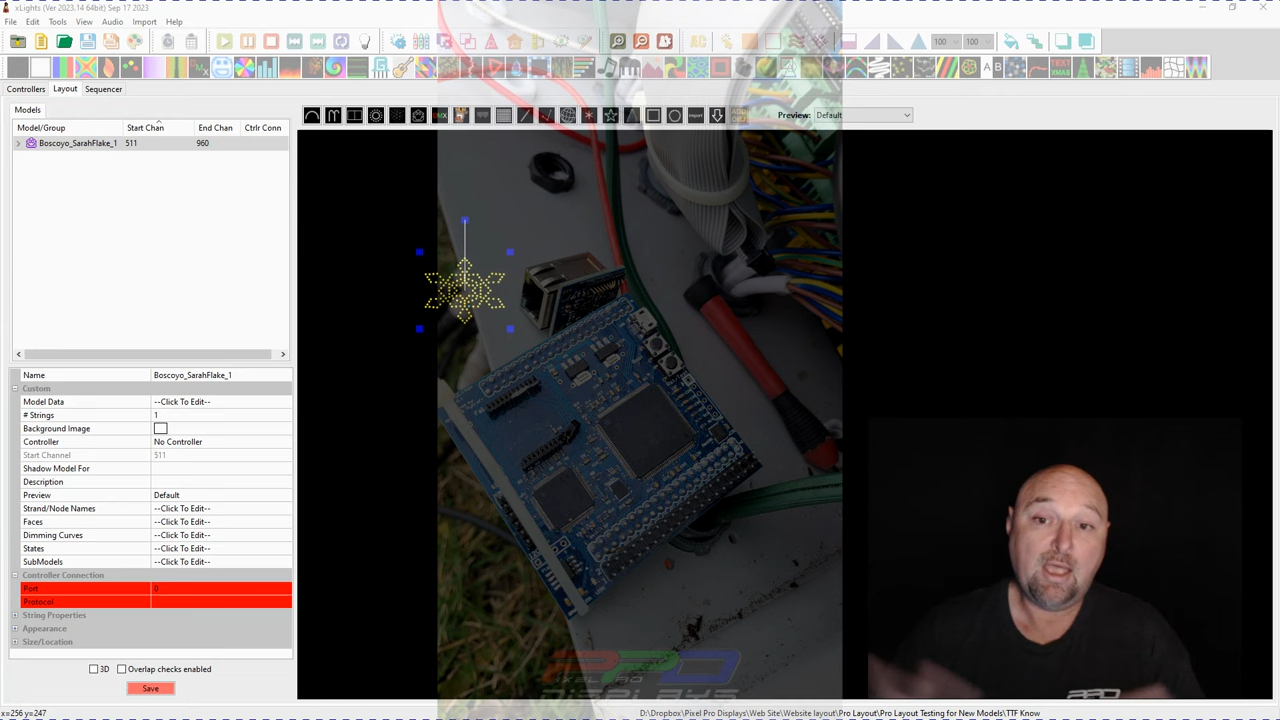 xLights (Ver 2023.14 64bit) Sep 17 2023
File Edit Tools View Audio Import Help
100 100
Controllers Layout Sequencer
Models
Preview: Default
Model/Group Start Chan End Chan Ctrlr Conn
Boscoyo_SarahFlake_1 511 960
Name Boscoyo_SarahFlake_1
Custom
Model Data --Click To Edit--
# Strings 1
Background Image
Controller No Controller
Start Channel 511
Shadow Model For
Description
Preview Default
Strand/Node Names --Click To Edit--
Faces --Click To Edit--
Dimming Curves --Click To Edit--
States --Click To Edit--
SubModels --Click To Edit--
Controller Connection
Port 0
Protocol
String Properties
Appearance
Size/Location
3D Overlap checks enabled
Save
PPD
PIXEL PRO
DISPLAYS
x=256 y=247
D:\Dropbox\Pixel Pro Displays\Web Site\Website layout\Pro Layout\Pro Layout Testing for New Models\TTF Know